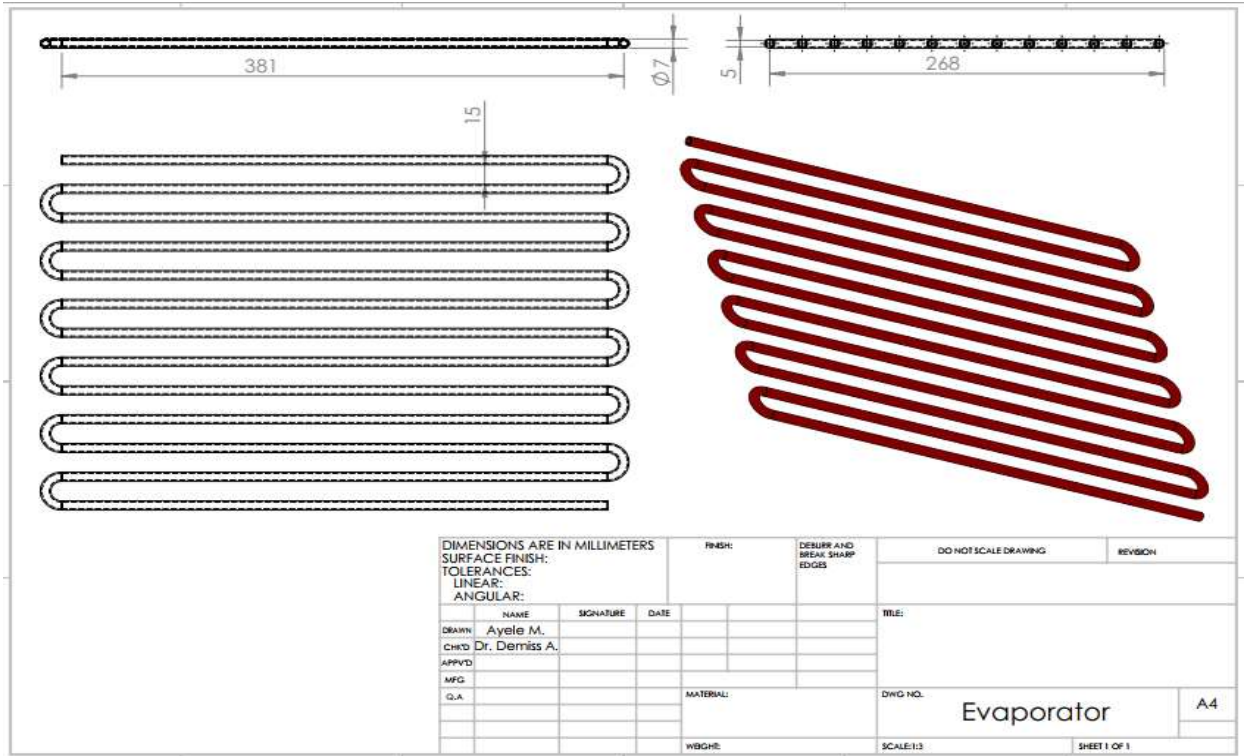 381
Ø7
5
268
15
DIMENSIONS ARE IN MILLIMETERS
SURFACE FINISH:
TOLERANCES:
LINEAR:
ANGULAR:
FINISH:
DEBURR AND
BREAK SHARP
EDGES
DO NOT SCALE DRAWING
REVISION
NAME
SIGNATURE
DATE
TITLE:
DRAWN
Ayele M.
CHK'D
Dr. Demiss A.
APPV'D
MFG
Q.A
MATERIAL:
DWG NO.
Evaporator
A4
WEIGHT:
SCALE:1:3
SHEET 1 OF 1